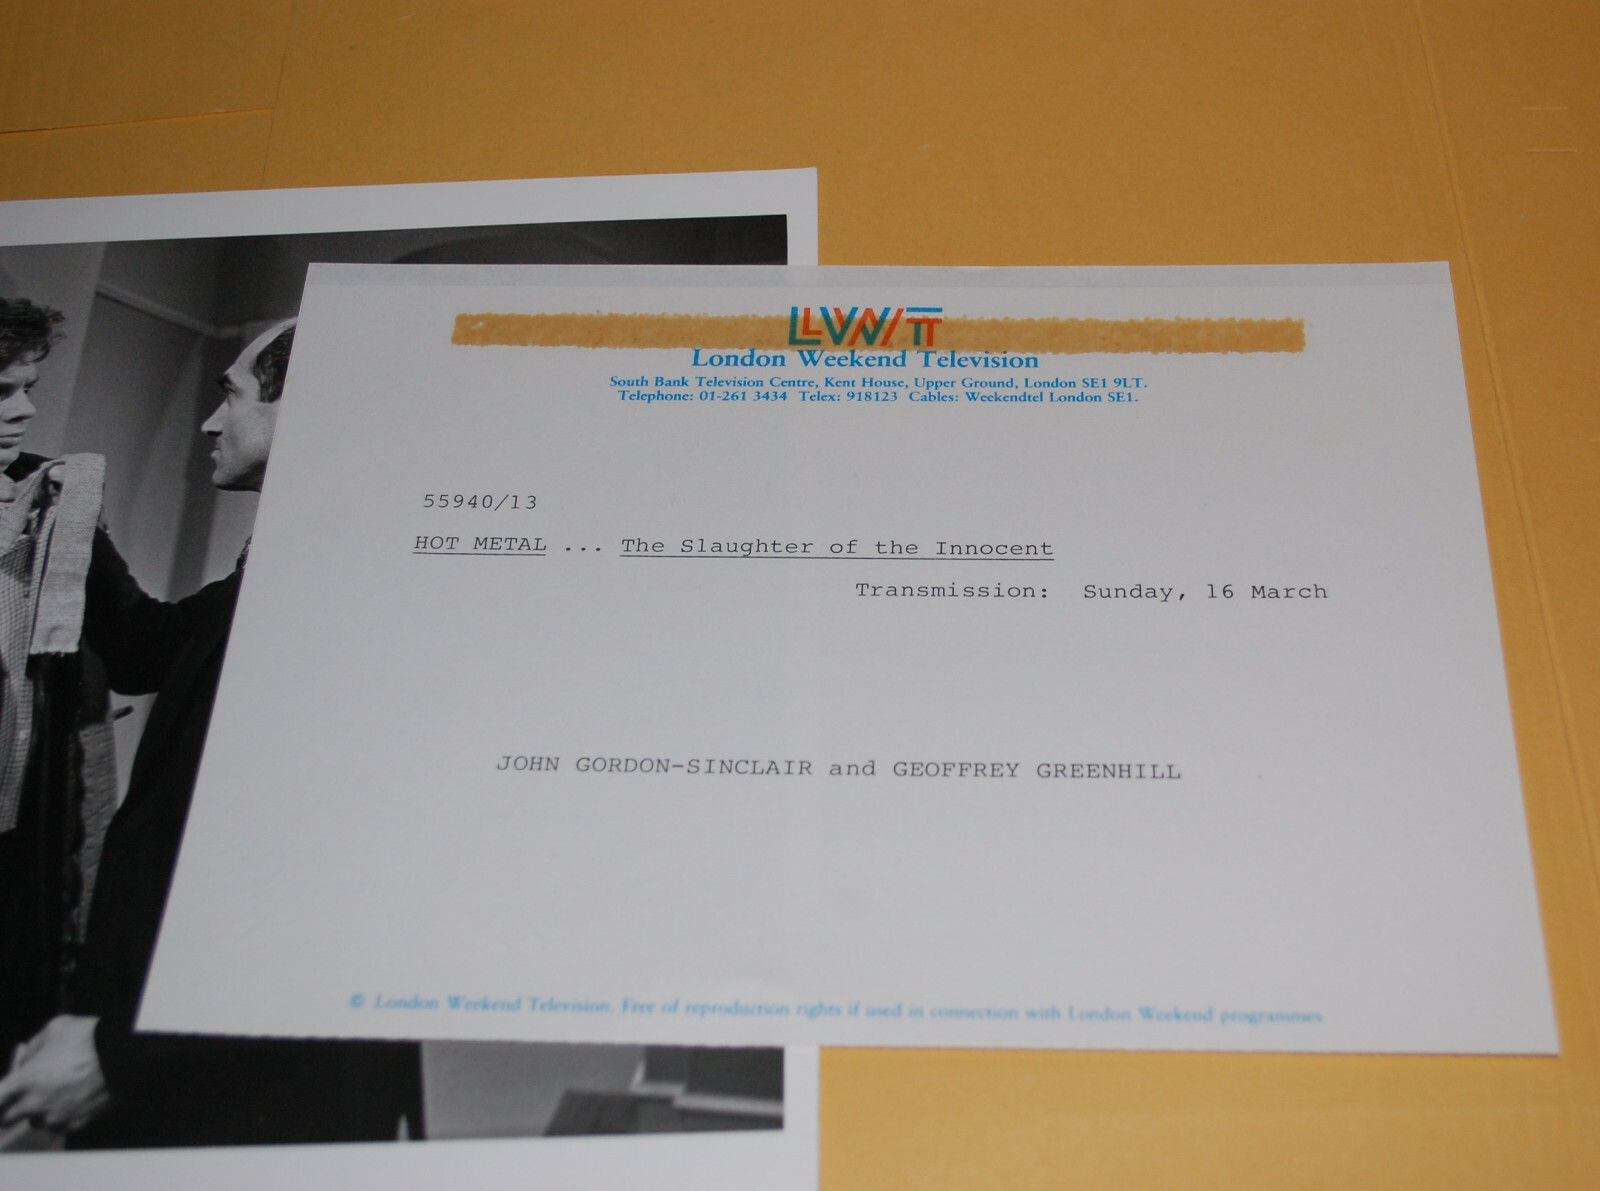 LWT
London Weekend Television
South Bank Television Centre, Kent House, Upper Ground, London SE1 9LT.
Telephone: 01-261 3434 Telex: 918123 Cables: Weekendtel London SE1.
55940/13
HOT METAL ... The Slaughter of the Innocent
Transmission: Sunday, 16 March
JOHN GORDON-SINCLAIR and GEOFFREY GREENHILL
© London Weekend Television. Free of reproduction rights if used in connection with London Weekend programmes.